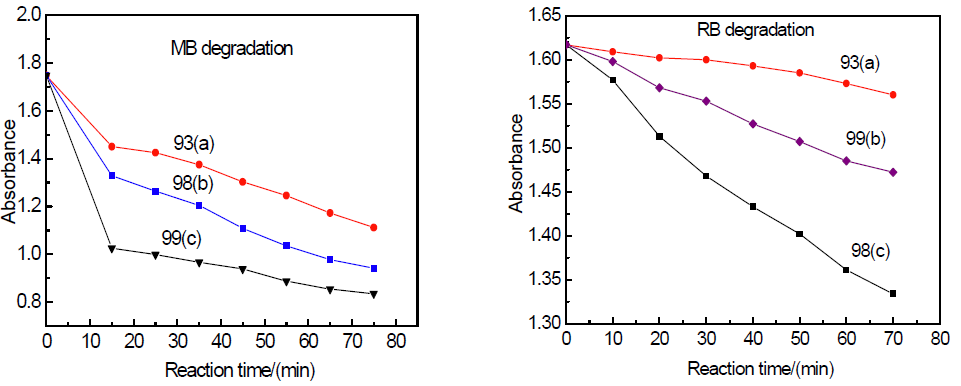 MB degradation
2.0
1.8
1.6
1.4
1.2
1.0
0.8
Absorbance
93(a)
98(b)
99(c)
0 10 20 30 40 50 60 70 80
Reaction time/(min)
RB degradation
1.65
1.60
1.55
1.50
1.45
1.40
1.35
1.30
Absorbance
93(a)
99(b)
98(c)
0 10 20 30 40 50 60 70 80
Reaction time/(min)